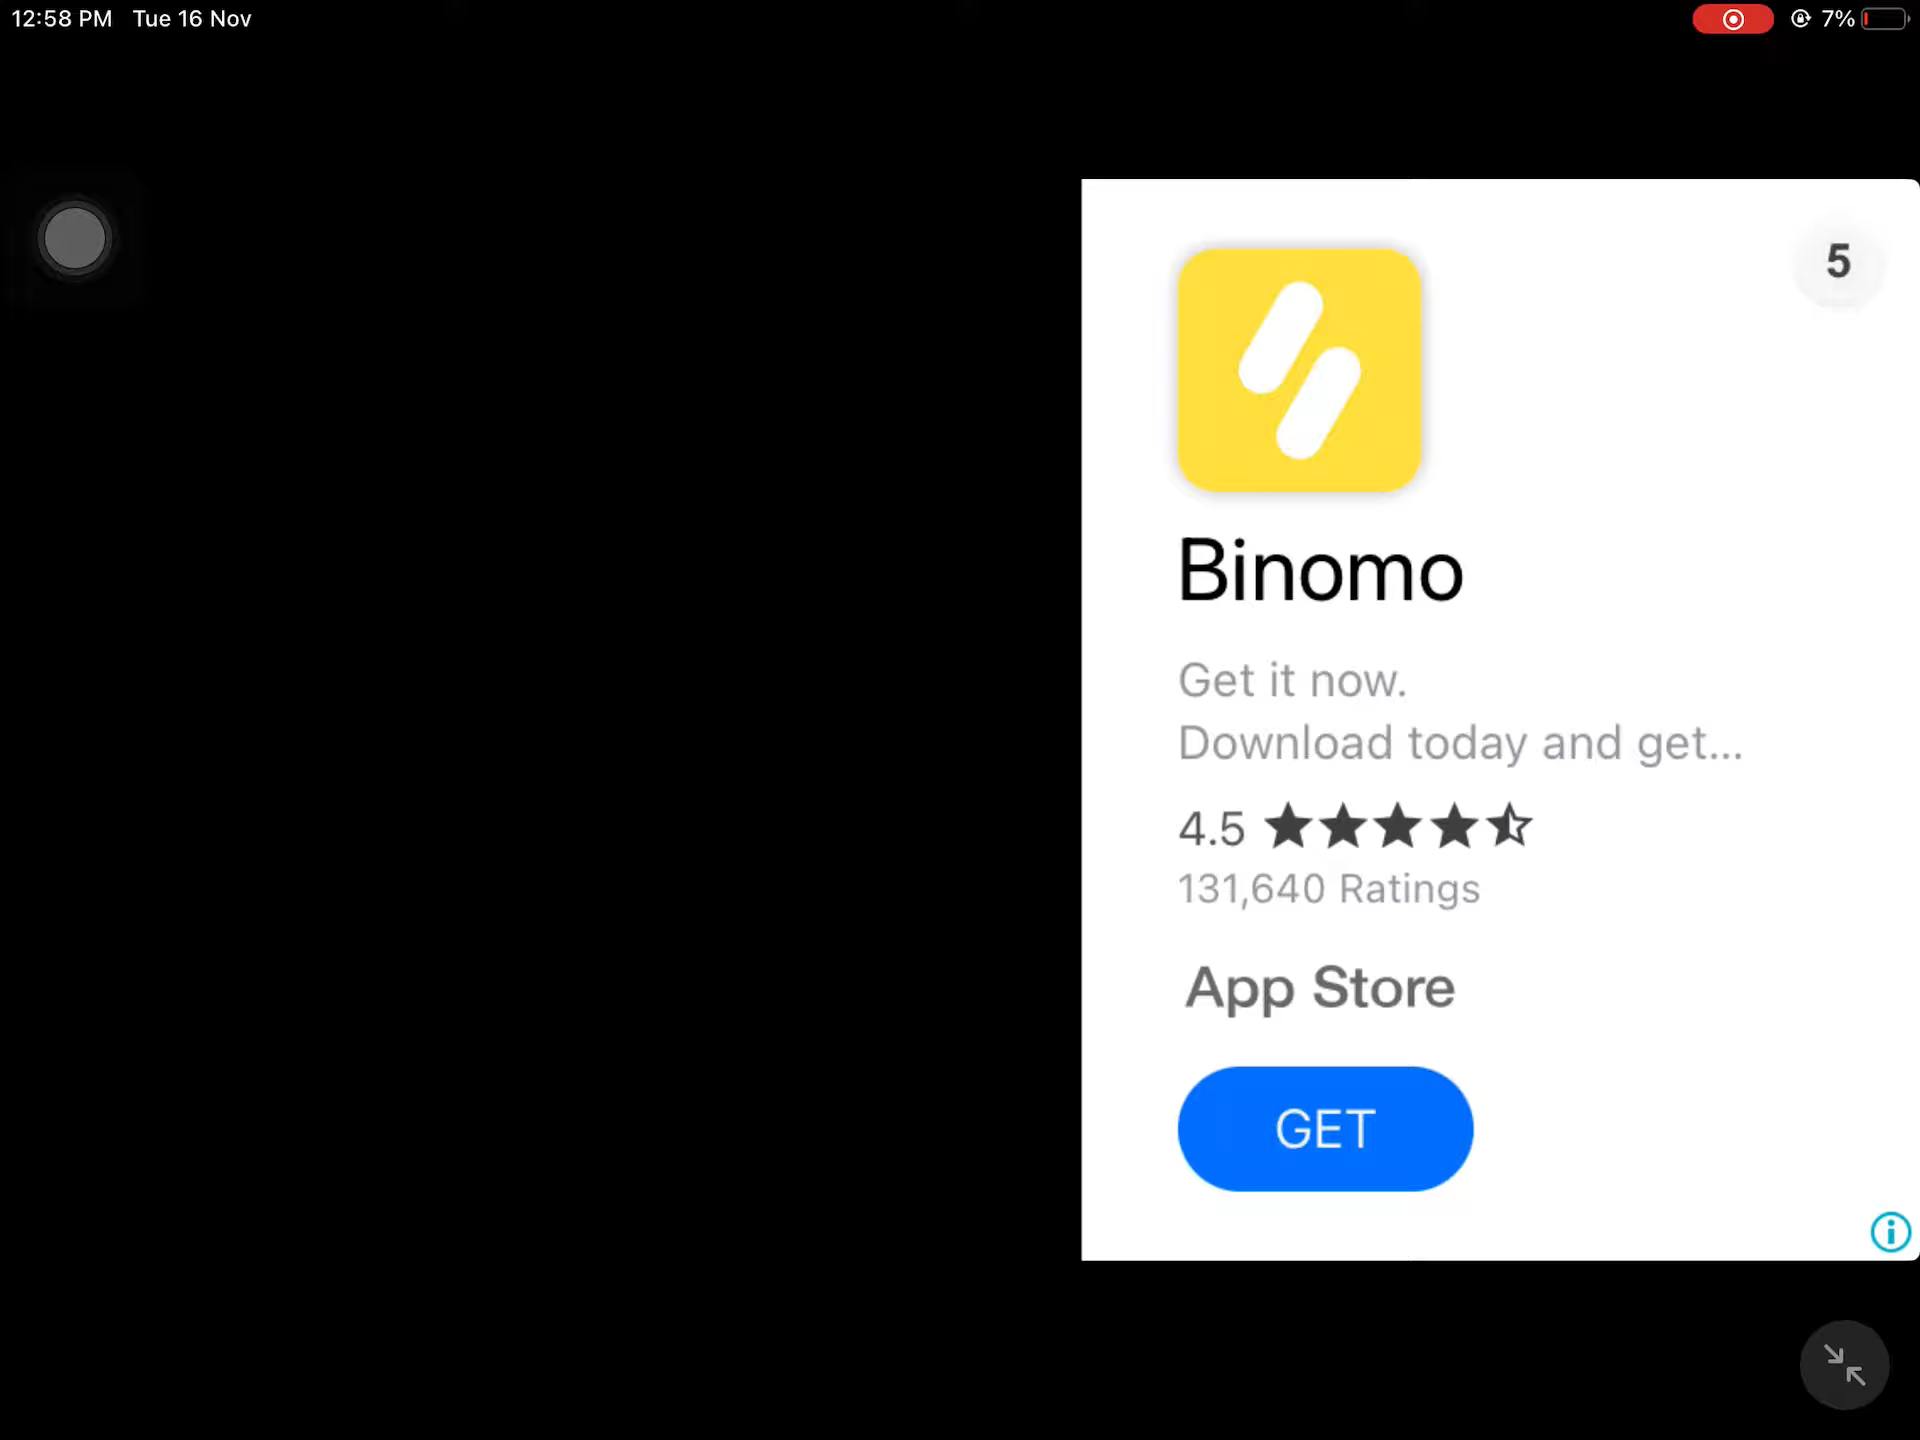 12:58 PM Tue 16 Nov
7%
5
Binomo
Get it now.
Download today and get...
4.5
131,640 Ratings
App Store
GET